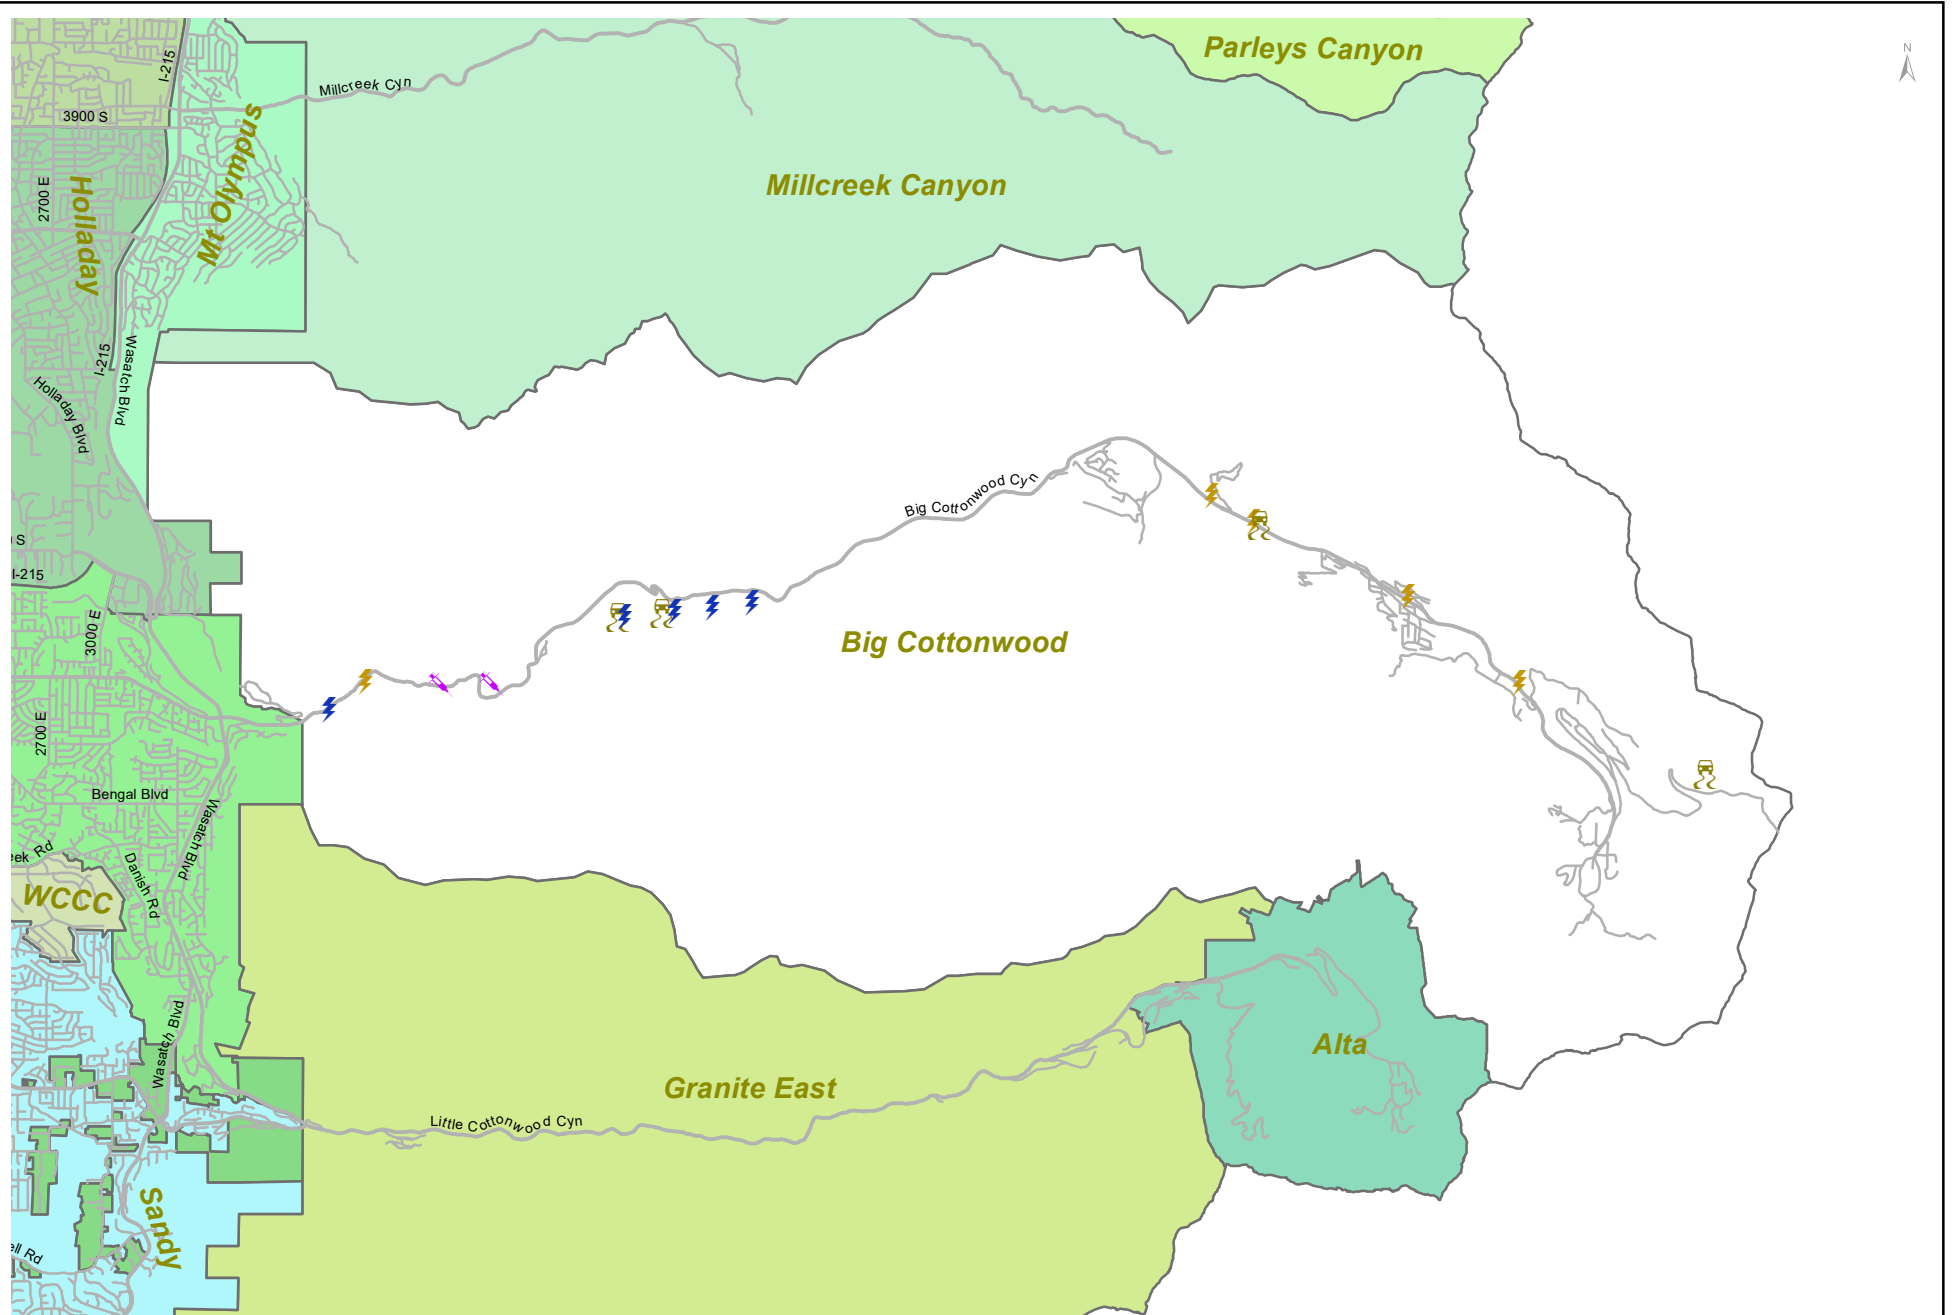 Parleys Canyon
N
I-215
Millcreek Cyn
3900 S
Mt Olympus
Millcreek Canyon
2700 E
Holladay
Wasatch Blvd
I-215
Holladay Blvd
Big Cottonwood Cyn
S
I-215
3000 E
Big Cottonwood
2700 E
Bengal Blvd
Wasatch Blvd
eek Rd
Danish Rd
WCCC
Wasatch Blvd
Alta
Granite East
Little Cottonwood Cyn
Sandy
ell Rd